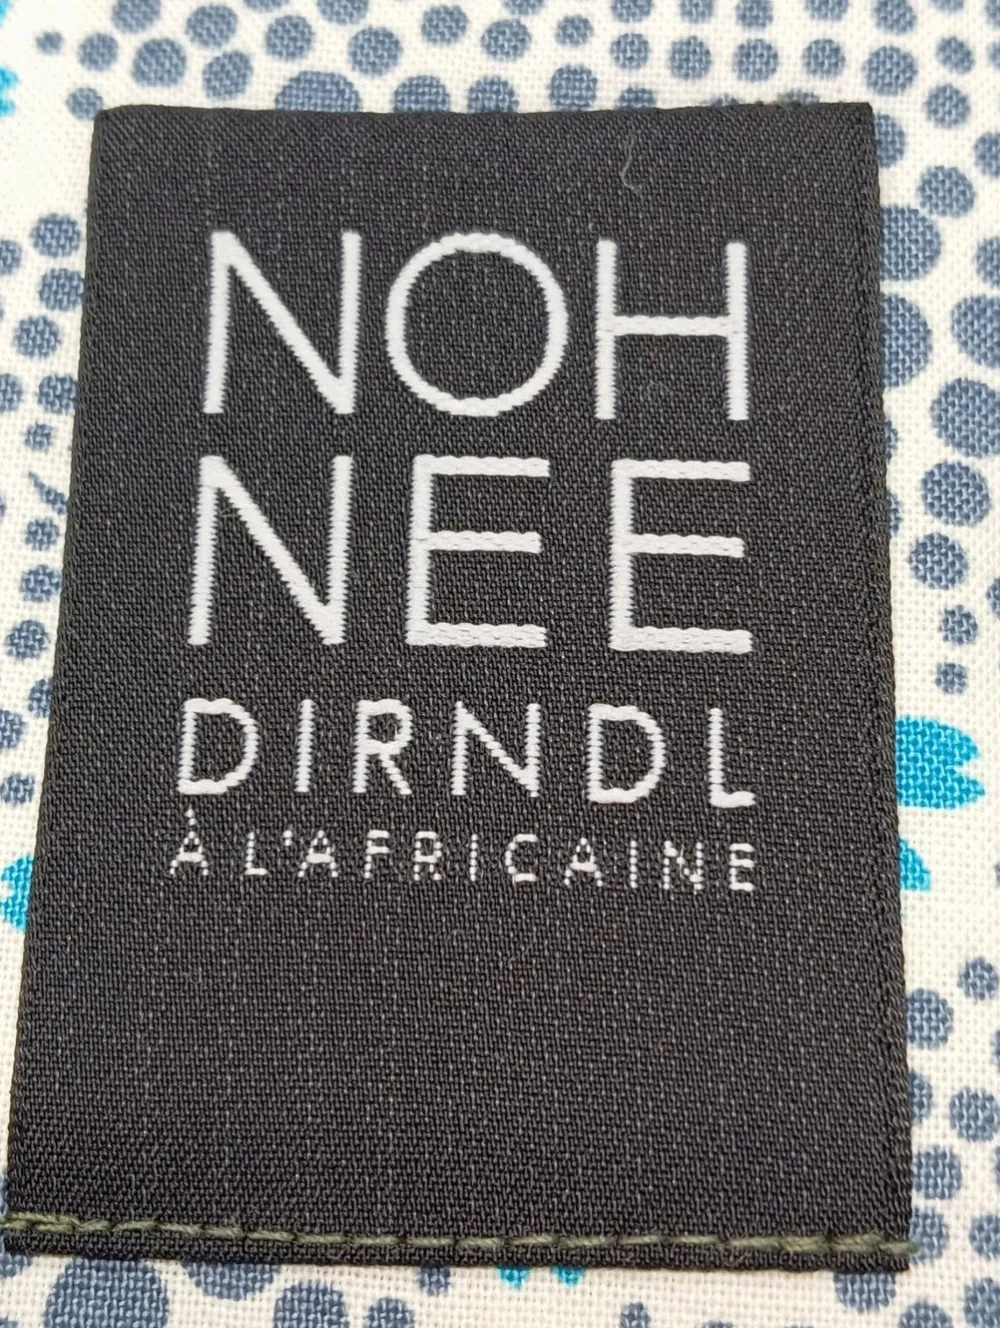 NOH
NEE
DIRNDL
À L'AFRICAINE